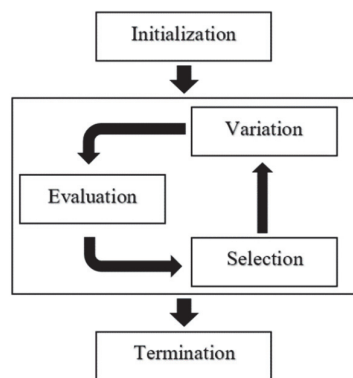 Initialization
Variation
Evaluation
Selection
Termination